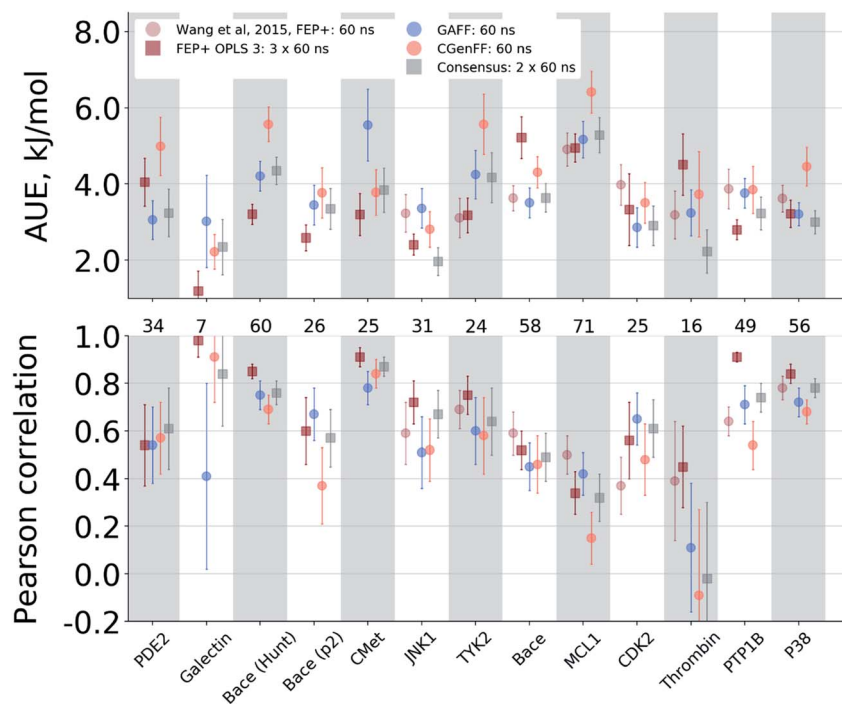 8.0
6.0
4.0
2.0
AUE, kJ/mol
Wang et al, 2015, FEP+: 60 ns
FEP+ OPLS 3: 3 x 60 ns
GAFF: 60 ns
CGenFF: 60 ns
Consensus: 2 x 60 ns
34 7 60 26 25 31 24 58 71 25 16 49 56
1.0
0.8
0.6
0.4
0.2
0.0
-0.2
Pearson correlation
PDE2
Galectin
Bace (Hunt)
Bace (p2)
CMet
JNK1
TYK2
Bace
MCL1
CDK2
Thrombin
PTP1B
P38